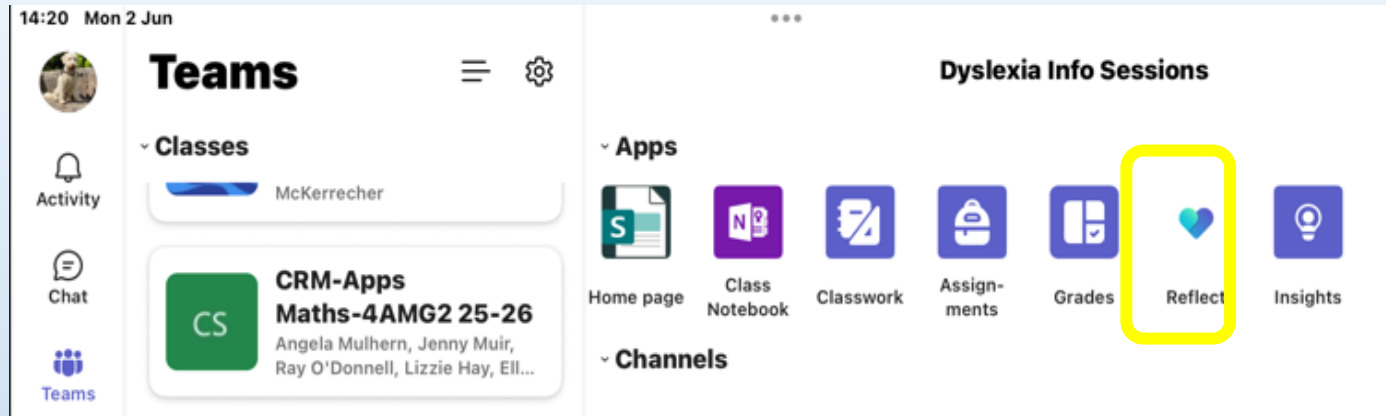 14:20 Mon 2 Jun
Activity
Chat
Teams
Teams
Classes
McKerrecher
CS
CRM-Apps
Maths-4AMG2 25-26
Angela Mulhern, Jenny Muir,
Ray O'Donnell, Lizzie Hay, Ell...
Dyslexia Info Sessions
Apps
S
N
Home page
Class
Notebook
Classwork
Assign-
ments
Grades
Reflect
Insights
Channels